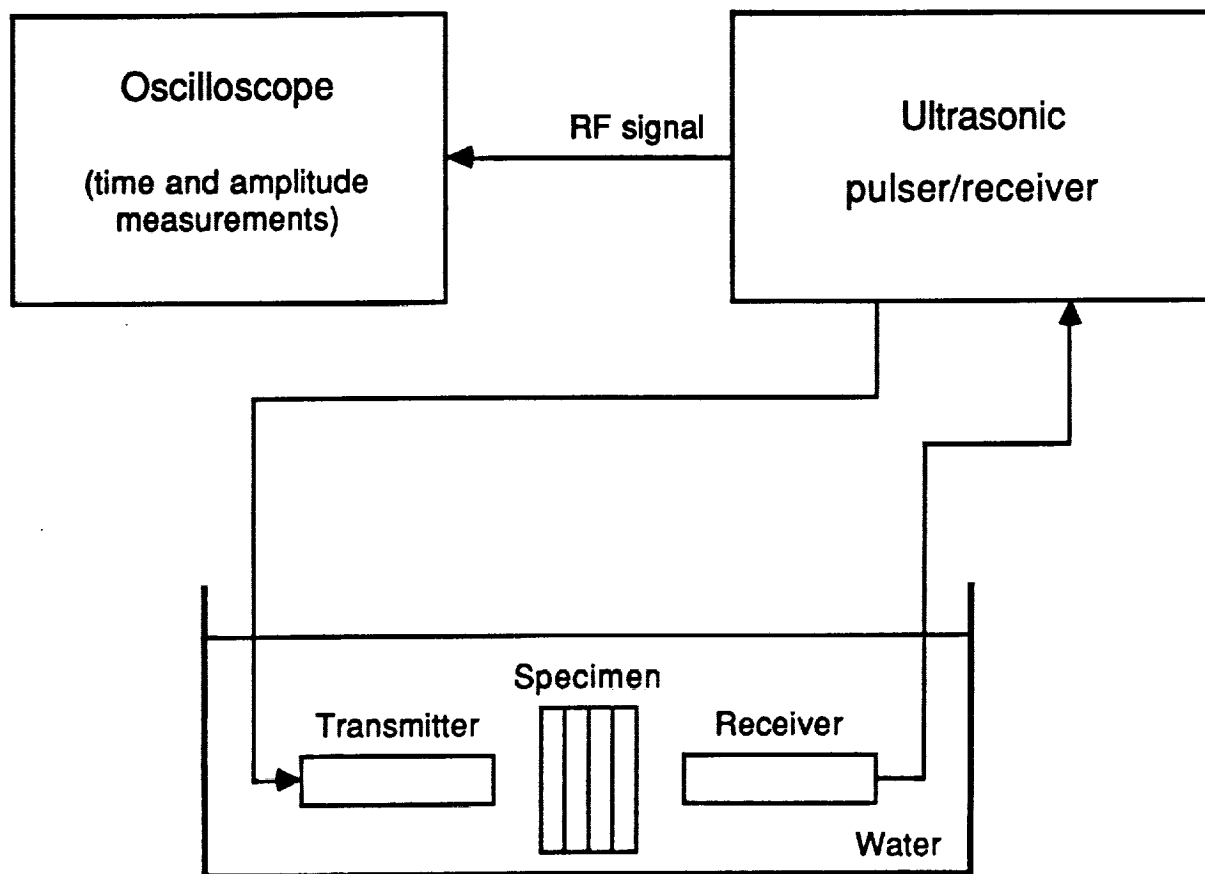 Oscilloscope
(time and amplitude
measurements)
RF signal
Ultrasonic
pulser/receiver
Specimen
Transmitter
Receiver
Water